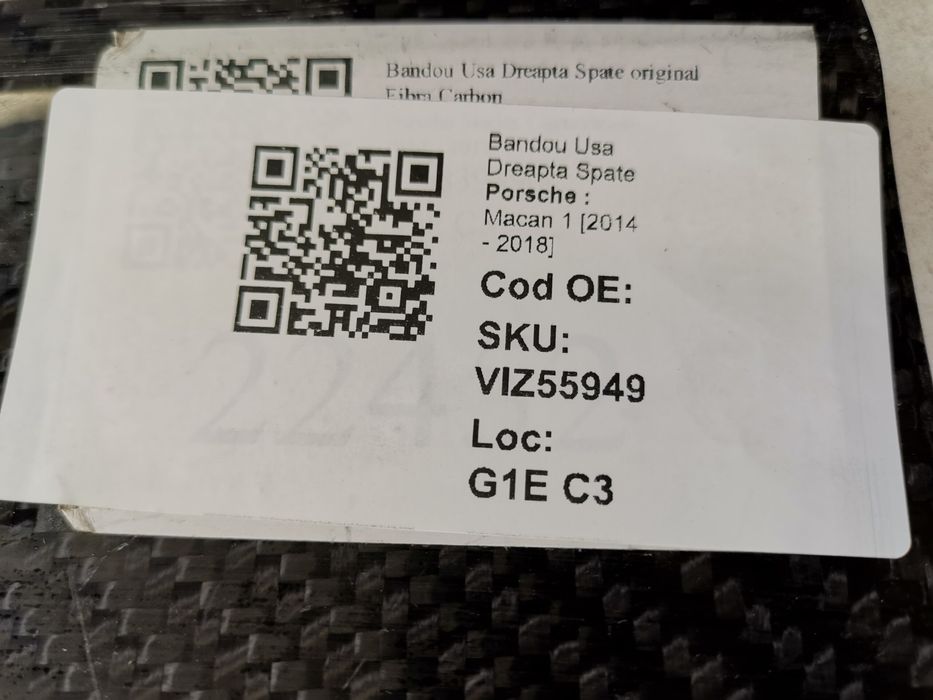 Bandou Usa Dreapta Spate original
Fibra Carbon
Bandou Usa
Dreapta Spate
Porsche :
Macan 1 [2014
- 2018]
Cod OE:
SKU:
VIZ55949
Loc:
G1E C3